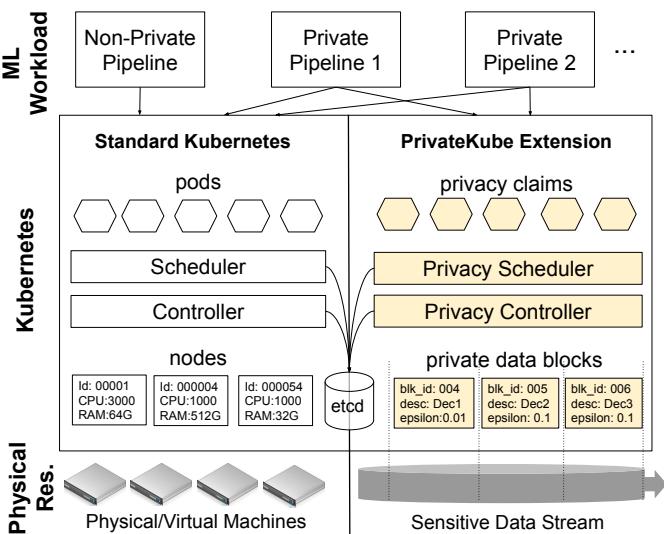 ML
Workload
Non-Private
Pipeline
Private
Pipeline 1
Private
Pipeline 2
...
Kubernetes
Standard Kubernetes
PrivateKube Extension
pods
privacy claims
Scheduler
Privacy Scheduler
Controller
Privacy Controller
nodes
private data blocks
Id: 00001
CPU:3000
RAM:64G
Id: 000004
CPU:1000
RAM:512G
Id: 000054
CPU:1000
RAM:32G
etcd
blk_id: 004
desc: Dec1
epsilon:0.01
blk_id: 005
desc: Dec2
epsilon: 0.1
blk_id: 006
desc: Dec3
epsilon: 0.1
Physical
Res.
Physical/Virtual Machines
Sensitive Data Stream